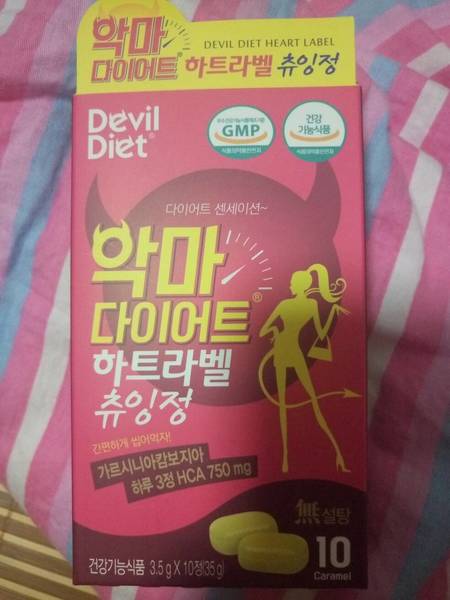 악마
다이어트®
DEVIL DIET HEART LABEL
하트라벨 츄잉정
Devil
Diet®
GMP
식품의약품안전처
건강
기능식품
식품의약품안전처
다이어트 센세이션~
악마
다이어트®
하트라벨
츄잉정
간편하게 씹어먹자!
가르시니아캄보지아
하루 3정 HCA 750 mg
無설탕
건강기능식품 3.5 g X 10정(35 g)
10
Caramel